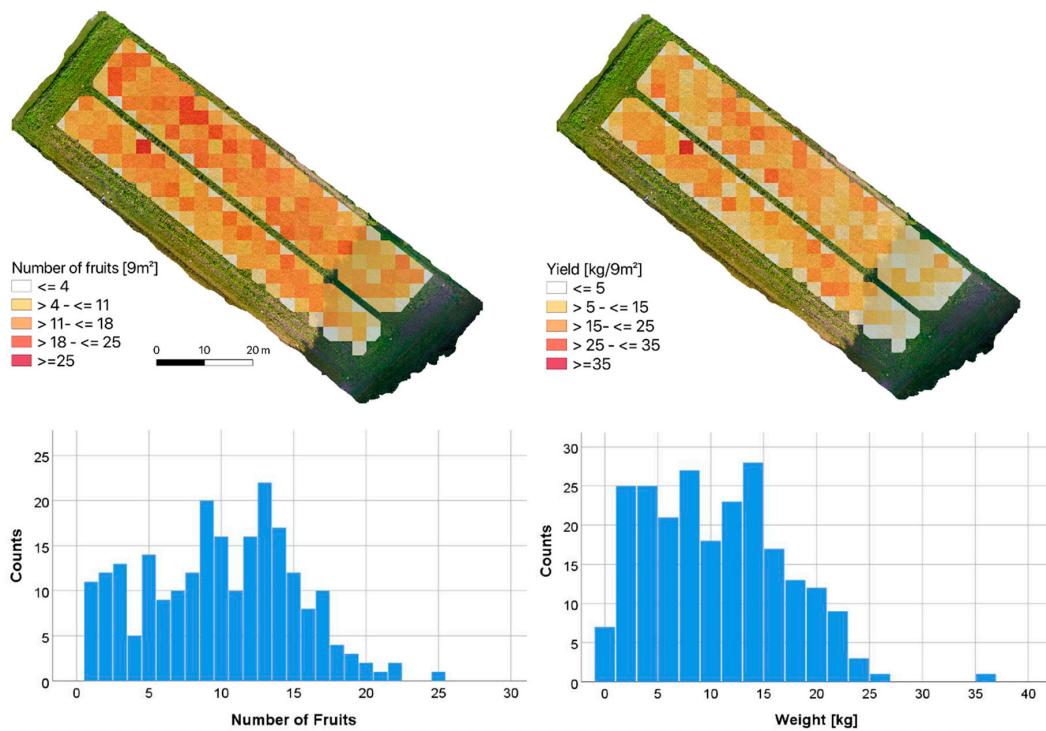 Number of fruits [9m²]
<= 4
> 4 - <= 11
> 11- <= 18
> 18 - <= 25
>=25
0 10 20 m
Yield [kg/9m²]
<= 5
> 5 - <= 15
> 15- <= 25
> 25 - <= 35
>=35
25
20
15
10
5
0
Counts
0 5 10 15 20 15 30
Number of Fruits
30
25
20
15
10
5
0
Counts
0 5 10 15 20 25 30 35 40
Weight [kg]